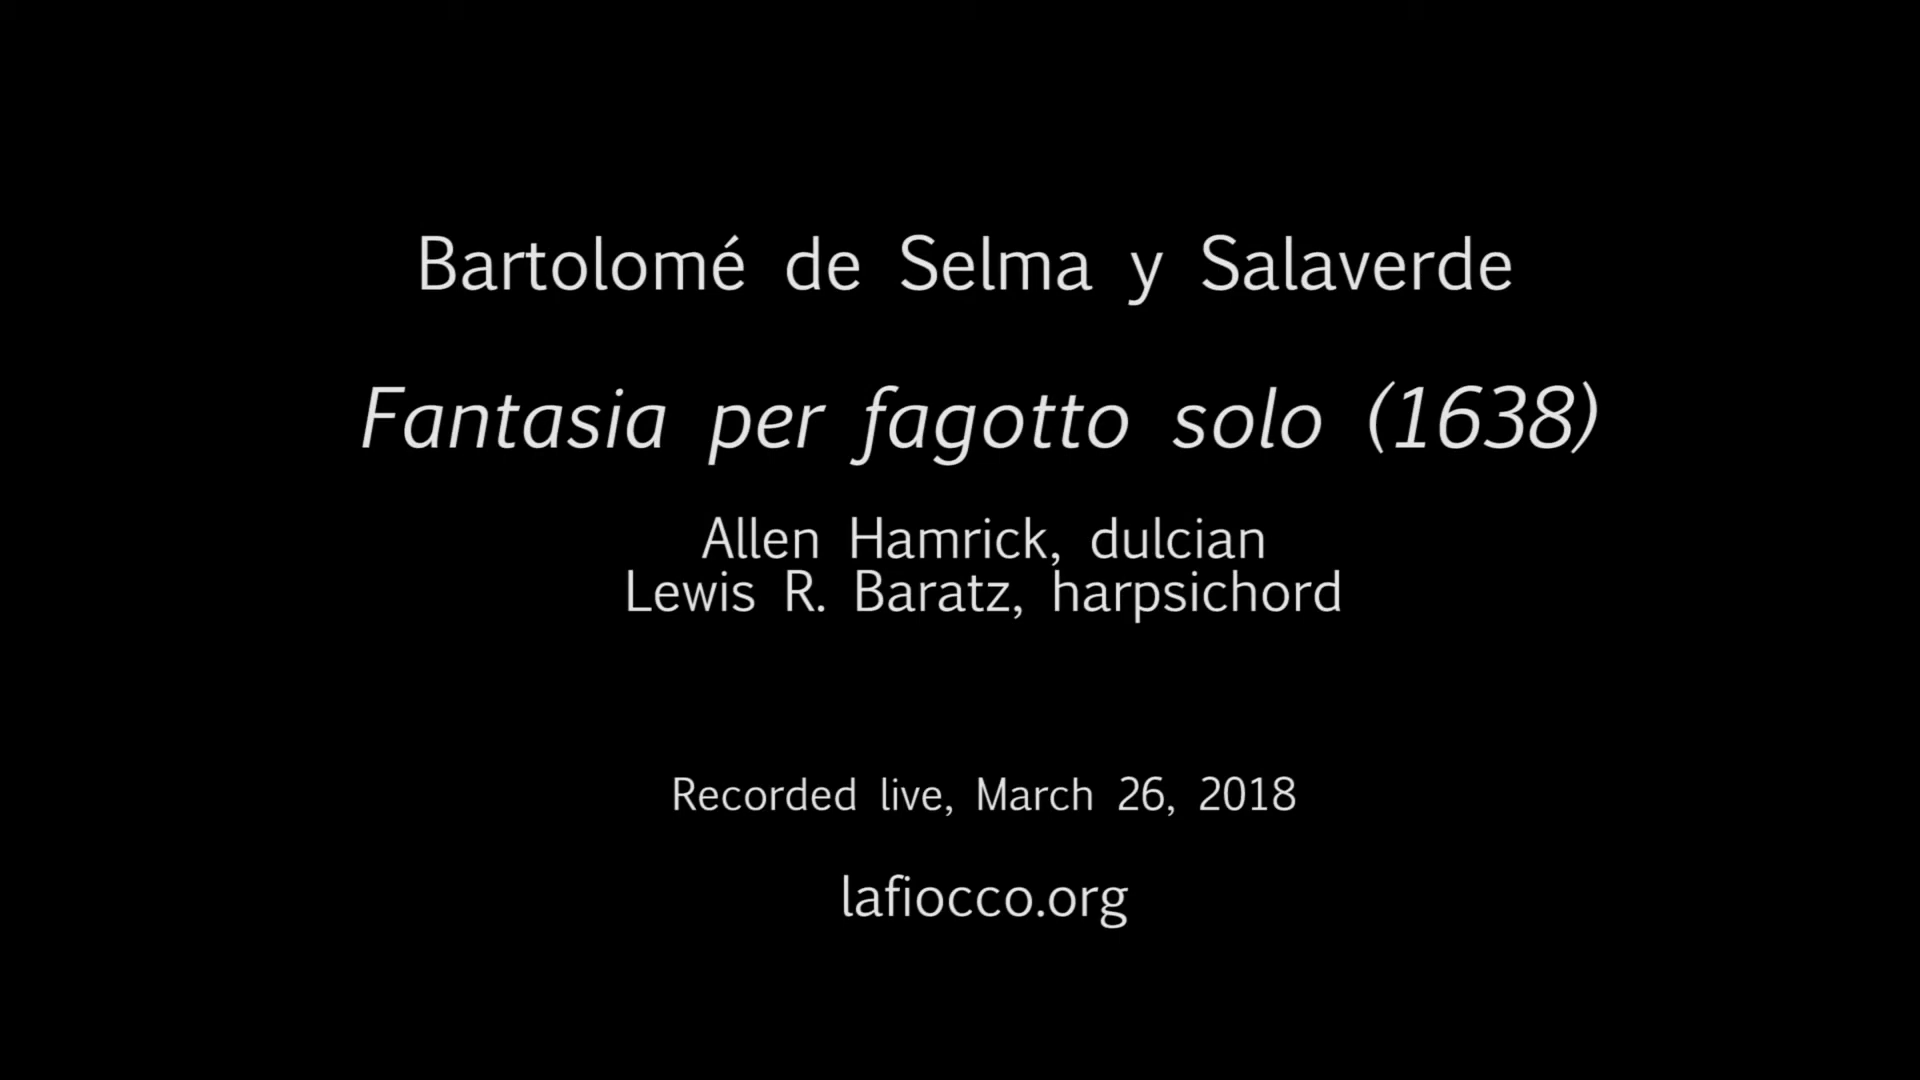 Bartolomé de Selma y Salaverde
Fantasia per fagotto solo (1638)
Allen Hamrick, dulcian
Lewis R. Baratz, harpsichord
Recorded live, March 26, 2018
lafiocco.org